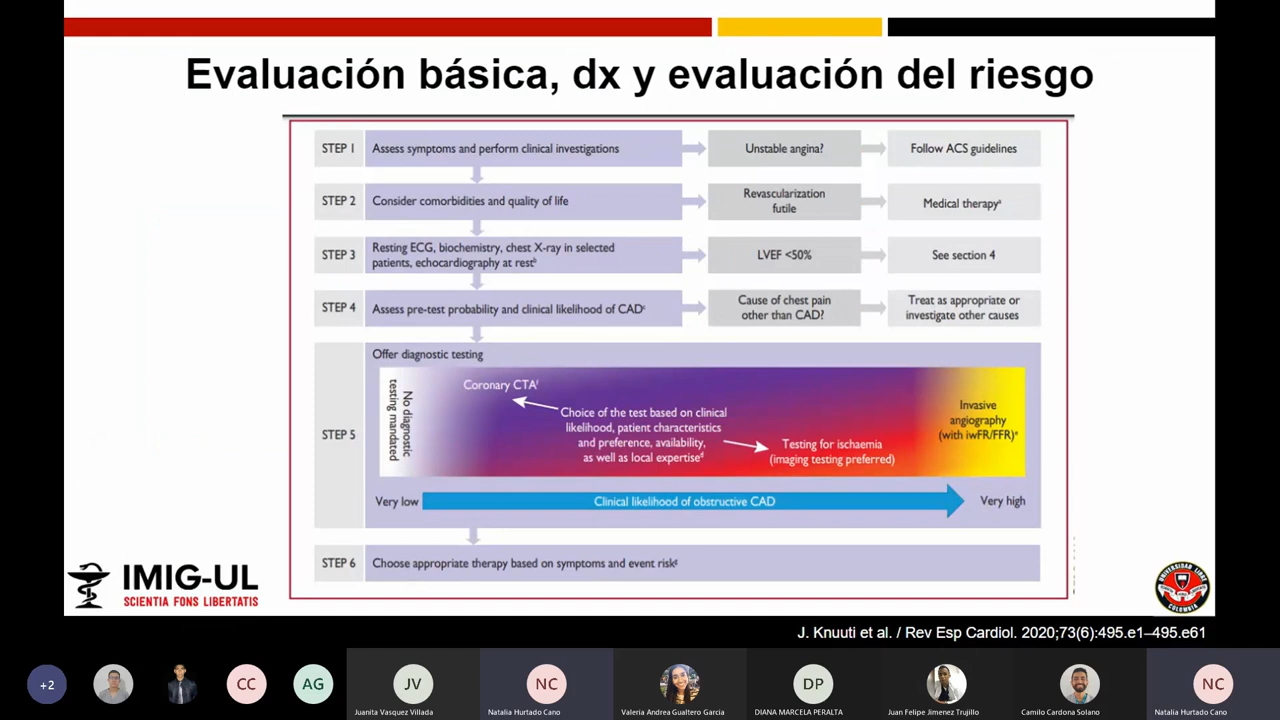 Evaluación básica, dx y evaluación del riesgo
STEP 1
Assess symptoms and perform clinical investigations
Unstable angina?
Follow ACS guidelines
STEP 2
Consider comorbidities and quality of life
Revascularization
futile
Medical therapyᵃ
STEP 3
Resting ECG, biochemistry, chest X-ray in selected
patients, echocardiography at restᵇ
LVEF <50%
See section 4
STEP 4
Assess pre-test probability and clinical likelihood of CADᶜ
Cause of chest pain
other than CAD?
Treat as appropriate or
investigate other causes
STEP 5
Offer diagnostic testing
No diagnostic
testing mandated
Coronary CTAᶠ
Choice of the test based on clinical
likelihood, patient characteristics
and preference, availability,
as well as local expertiseᵈ
Testing for ischaemia
(imaging testing preferred)
Invasive
angiography
(with iwFR/FFR)ᵉ
Very low
Clinical likelihood of obstructive CAD
Very high
STEP 6
Choose appropriate therapy based on symptoms and event riskᵍ
IMIG-UL
SCIENTIA FONS LIBERTATIS
UNIVERSIDAD LIBRE
COLOMBIA
J. Knuuti et al. / Rev Esp Cardiol. 2020;73(6):495.e1–495.e61
+2
CC
AG
JV
Juanita Vasquez Villada
NC
Natalia Hurtado Cano
Valeria Andrea Gualtero Garcia
DP
DIANA MARCELA PERALTA
Juan Felipe Jimenez Trujillo
Camilo Cardona Solano
NC
Natalia Hurtado Cano